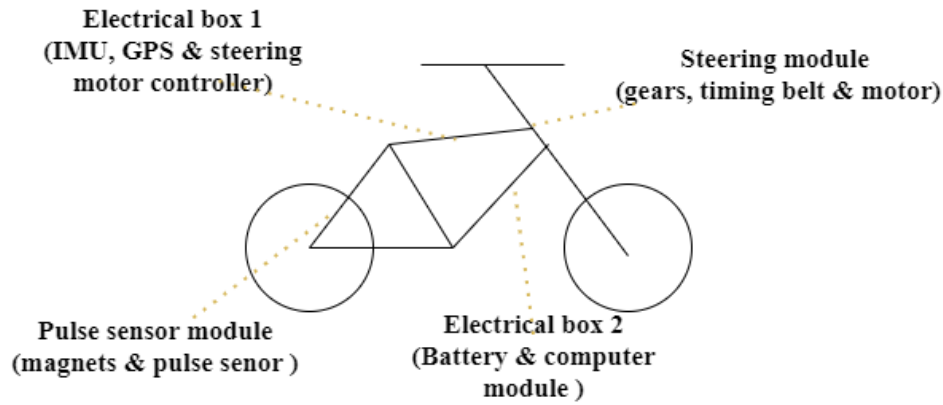 Electrical box 1
(IMU, GPS & steering
motor controller)
Steering module
(gears, timing belt & motor)
Pulse sensor module
(magnets & pulse senor )
Electrical box 2
(Battery & computer
module )